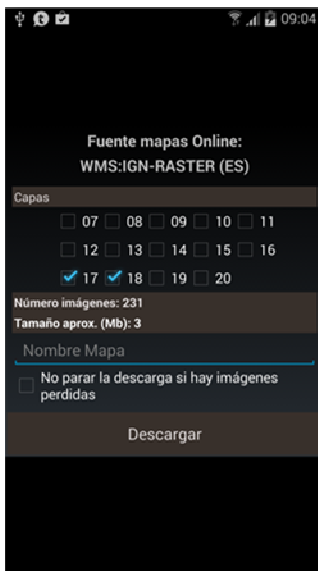 09:04
Fuente mapas Online:
WMS:IGN-RASTER (ES)
Capas
07 08 09 10 11
12 13 14 15 16
17 18 19 20
Número imágenes: 231
Tamaño aprox. (Mb): 3
Nombre Mapa
No parar la descarga si hay imágenes
perdidas
Descargar